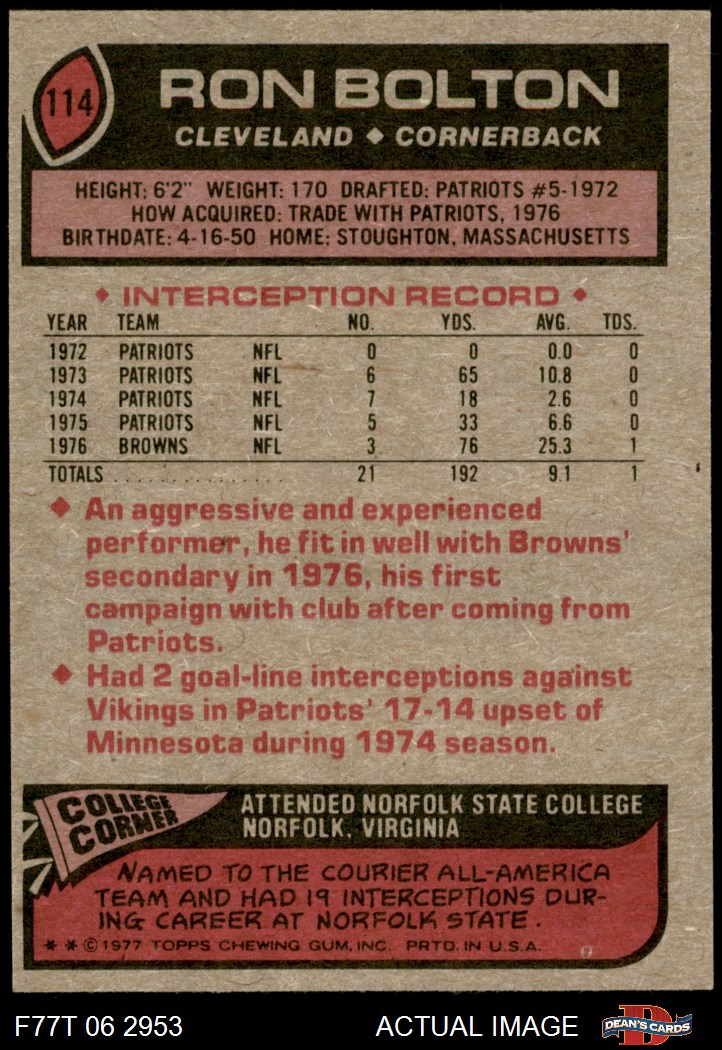 114
RON BOLTON
CLEVELAND ◆ CORNERBACK
HEIGHT: 6'2" WEIGHT: 170 DRAFTED: PATRIOTS #5-1972
HOW ACQUIRED: TRADE WITH PATRIOTS, 1976
BIRTHDATE: 4-16-50 HOME: STOUGHTON, MASSACHUSETTS
◆ INTERCEPTION RECORD ◆
YEAR TEAM NO. YDS. AVG. TDS.
1972 PATRIOTS NFL 0 0 0.0 0
1973 PATRIOTS NFL 6 65 10.8 0
1974 PATRIOTS NFL 7 18 2.6 0
1975 PATRIOTS NFL 5 33 6.6 0
1976 BROWNS NFL 3 76 25.3 1
TOTALS . . . . . . . . . . . . . . . 21 192 9.1 1
◆ An aggressive and experienced
performer, he fit in well with Browns'
secondary in 1976, his first
campaign with club after coming from
Patriots.
◆ Had 2 goal-line interceptions against
Vikings in Patriots' 17-14 upset of
Minnesota during 1974 season.
COLLEGE
CORNER
ATTENDED NORFOLK STATE COLLEGE
NORFOLK, VIRGINIA
NAMED TO THE COURIER ALL-AMERICA
TEAM AND HAD 19 INTERCEPTIONS DUR-
ING CAREER AT NORFOLK STATE.
* * © 1977 TOPPS CHEWING GUM, INC. PRTD. IN U.S.A.
F77T 06 2953 ACTUAL IMAGE
D
DEAN'S CARDS